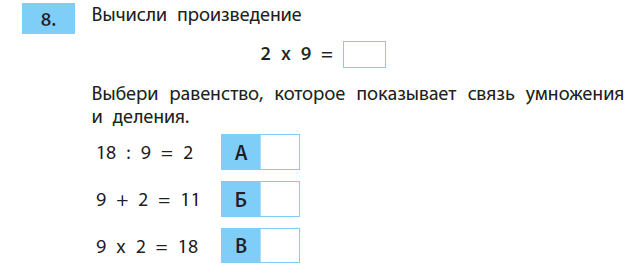 8. Вычисли произведение
2 x 9 =
Выбери равенство, которое показывает связь умножения
и деления.
18 : 9 = 2 А
9 + 2 = 11 Б
9 x 2 = 18 В